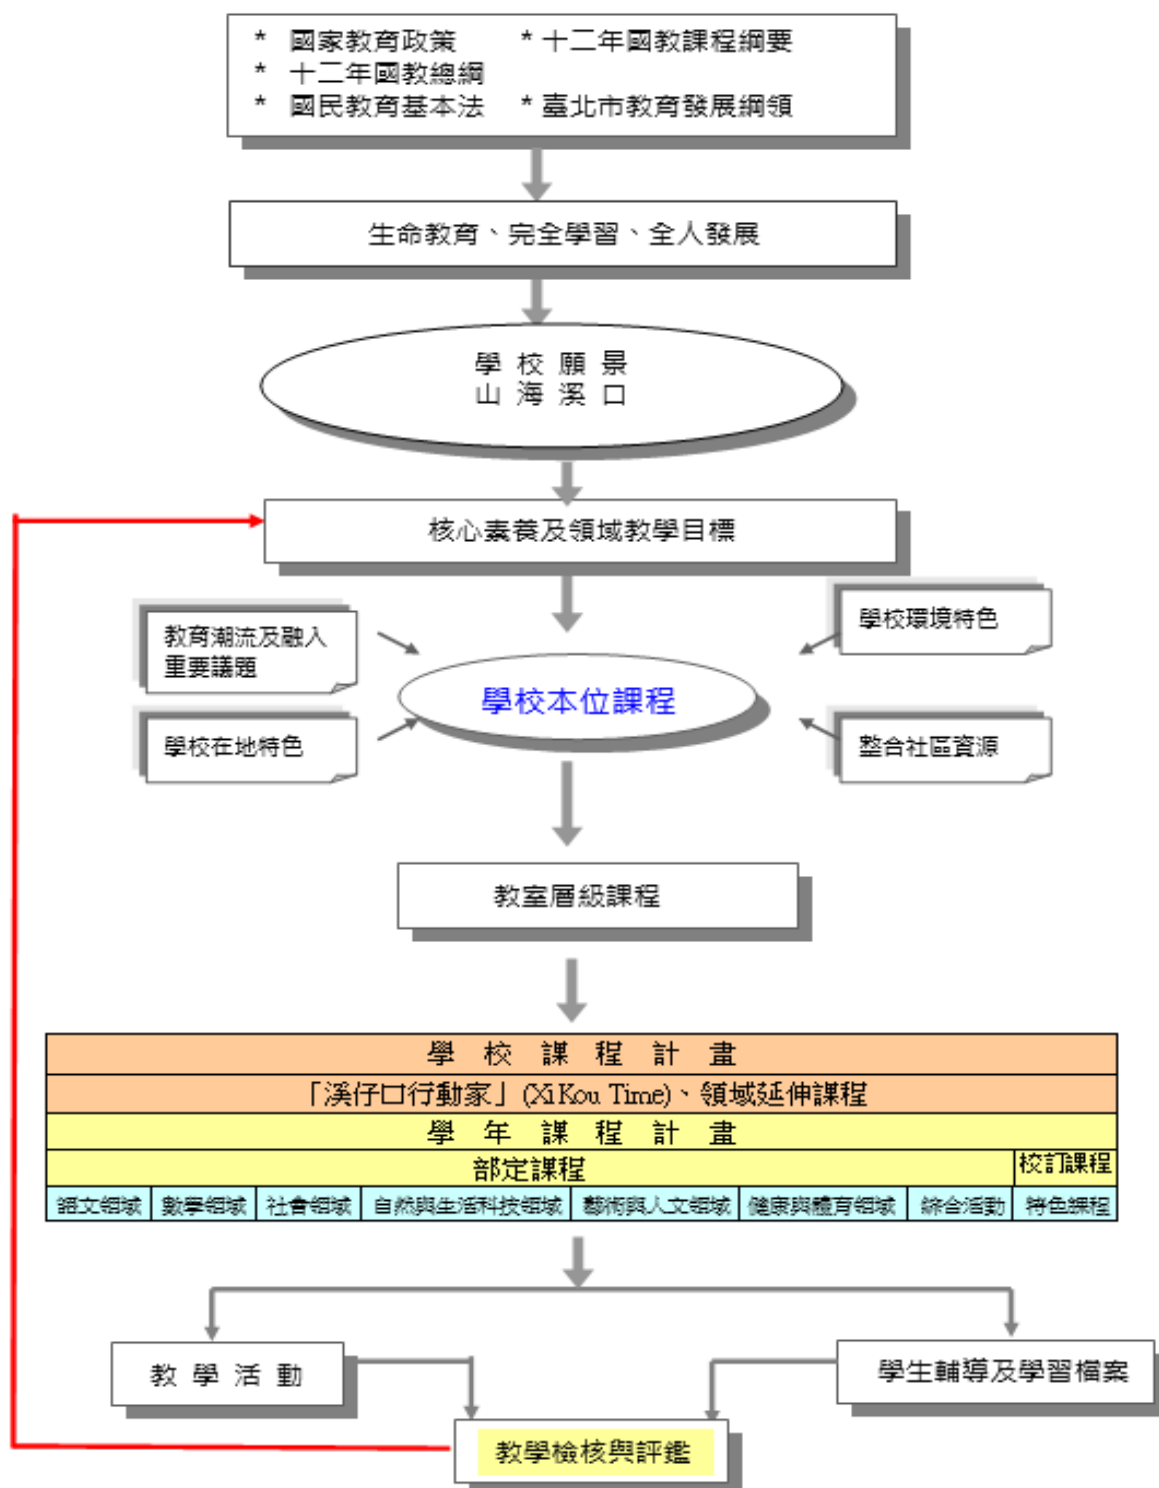 * 國家教育政策 * 十二年國教課程綱要
* 十二年國教總綱
* 國民教育基本法 * 臺北市教育發展綱領
生命教育、完全學習、全人發展
學校願景
山海溪口
核心素養及領域教學目標
教育潮流及融入
重要議題
學校環境特色
學校本位課程
學校在地特色
整合社區資源
教室層級課程
學校課程計畫
「溪仔口行動家」(Xi Kou Time)、領域延伸課程
學年課程計畫
部定課程 校訂課程
語文領域 數學領域 社會領域 自然與生活科技領域 藝術與人文領域 健康與體育領域 綜合活動 特色課程
教學活動
學生輔導及學習檔案
教學檢核與評鑑